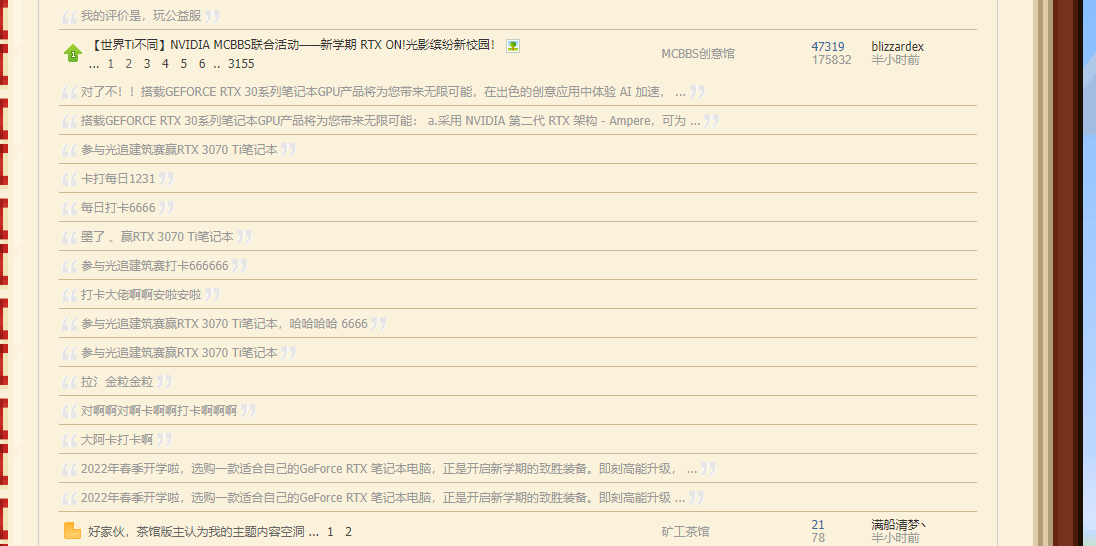 我的评价是，玩公益服
【世界Ti不同】NVIDIA MCBBS联合活动——新学期 RTX ON!光影缤纷新校园！
... 1 2 3 4 5 6 .. 3155
MCBBS创意馆
47319
175832
blizzardex
半小时前
对了不！！搭载GEFORCE RTX 30系列笔记本GPU产品将为您带来无限可能，在出色的创意应用中体验 AI 加速， ...
搭载GEFORCE RTX 30系列笔记本GPU产品将为您带来无限可能： a.采用 NVIDIA 第二代 RTX 架构 - Ampere，可为 ...
参与光追建筑赛赢RTX 3070 Ti笔记本
卡打每日1231
每日打卡6666
墨了 、赢RTX 3070 Ti笔记本
参与光追建筑赛打卡666666
打卡大佬啊啊安啦安啦
参与光追建筑赛赢RTX 3070 Ti笔记本，哈哈哈哈 6666
参与光追建筑赛赢RTX 3070 Ti笔记本
拉氵金粒金粒
对啊啊对啊卡啊啊打卡啊啊啊
大阿卡打卡啊
2022年春季开学啦，选购一款适合自己的GeForce RTX 笔记本电脑，正是开启新学期的致胜装备。即刻高能升级， ...
2022年春季开学啦，选购一款适合自己的GeForce RTX 笔记本电脑，正是开启新学期的致胜装备。即刻高能升级 ...
好家伙，茶馆版主认为我的主题内容空洞 ... 1 2
矿工茶馆
21
78
满船清梦丶
半小时前